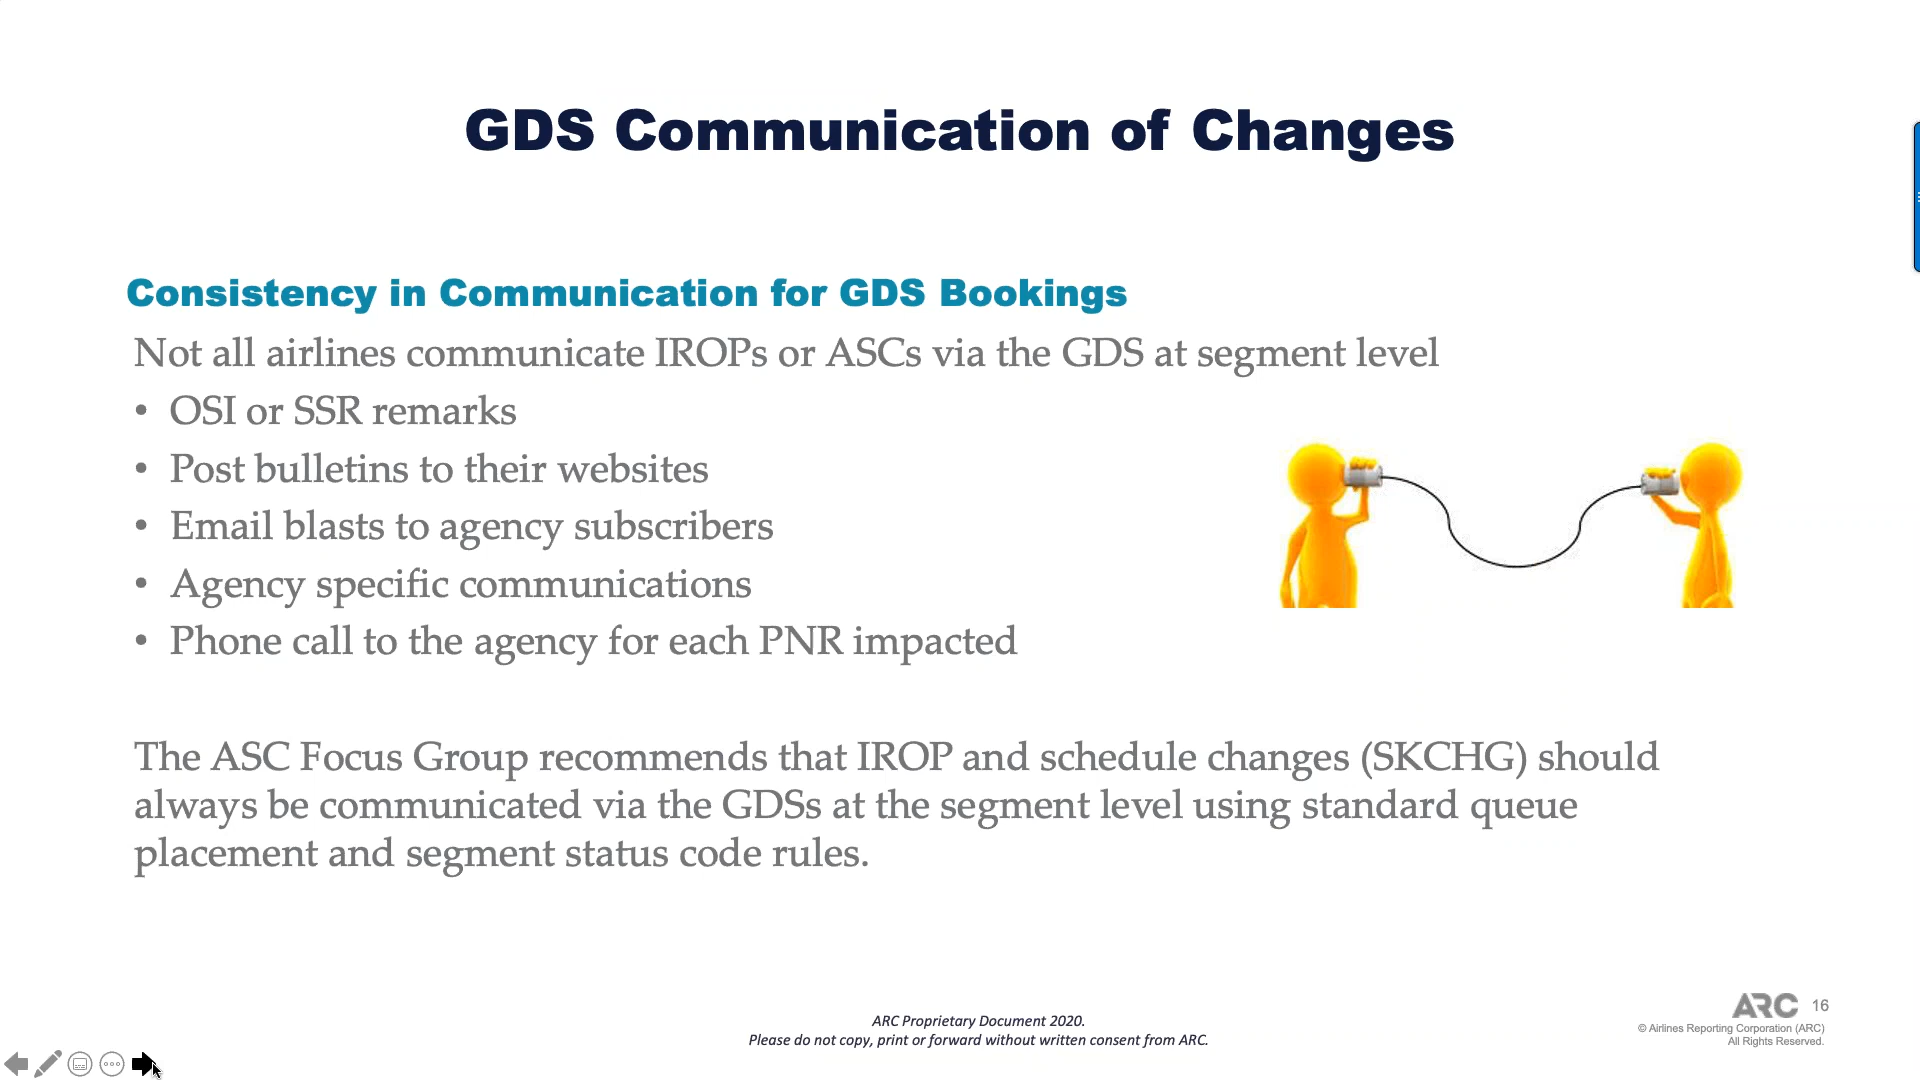 GDS Communication of Changes
Consistency in Communication for GDS Bookings
Not all airlines communicate IROPs or ASCs via the GDS at segment level
• OSI or SSR remarks
• Post bulletins to their websites
• Email blasts to agency subscribers
• Agency specific communications
• Phone call to the agency for each PNR impacted
The ASC Focus Group recommends that IROP and schedule changes (SKCHG) should
always be communicated via the GDSs at the segment level using standard queue
placement and segment status code rules.
ARC Proprietary Document 2020.
Please do not copy, print or forward without written consent from ARC.
ARC 16
© Airlines Reporting Corporation (ARC)
All Rights Reserved.